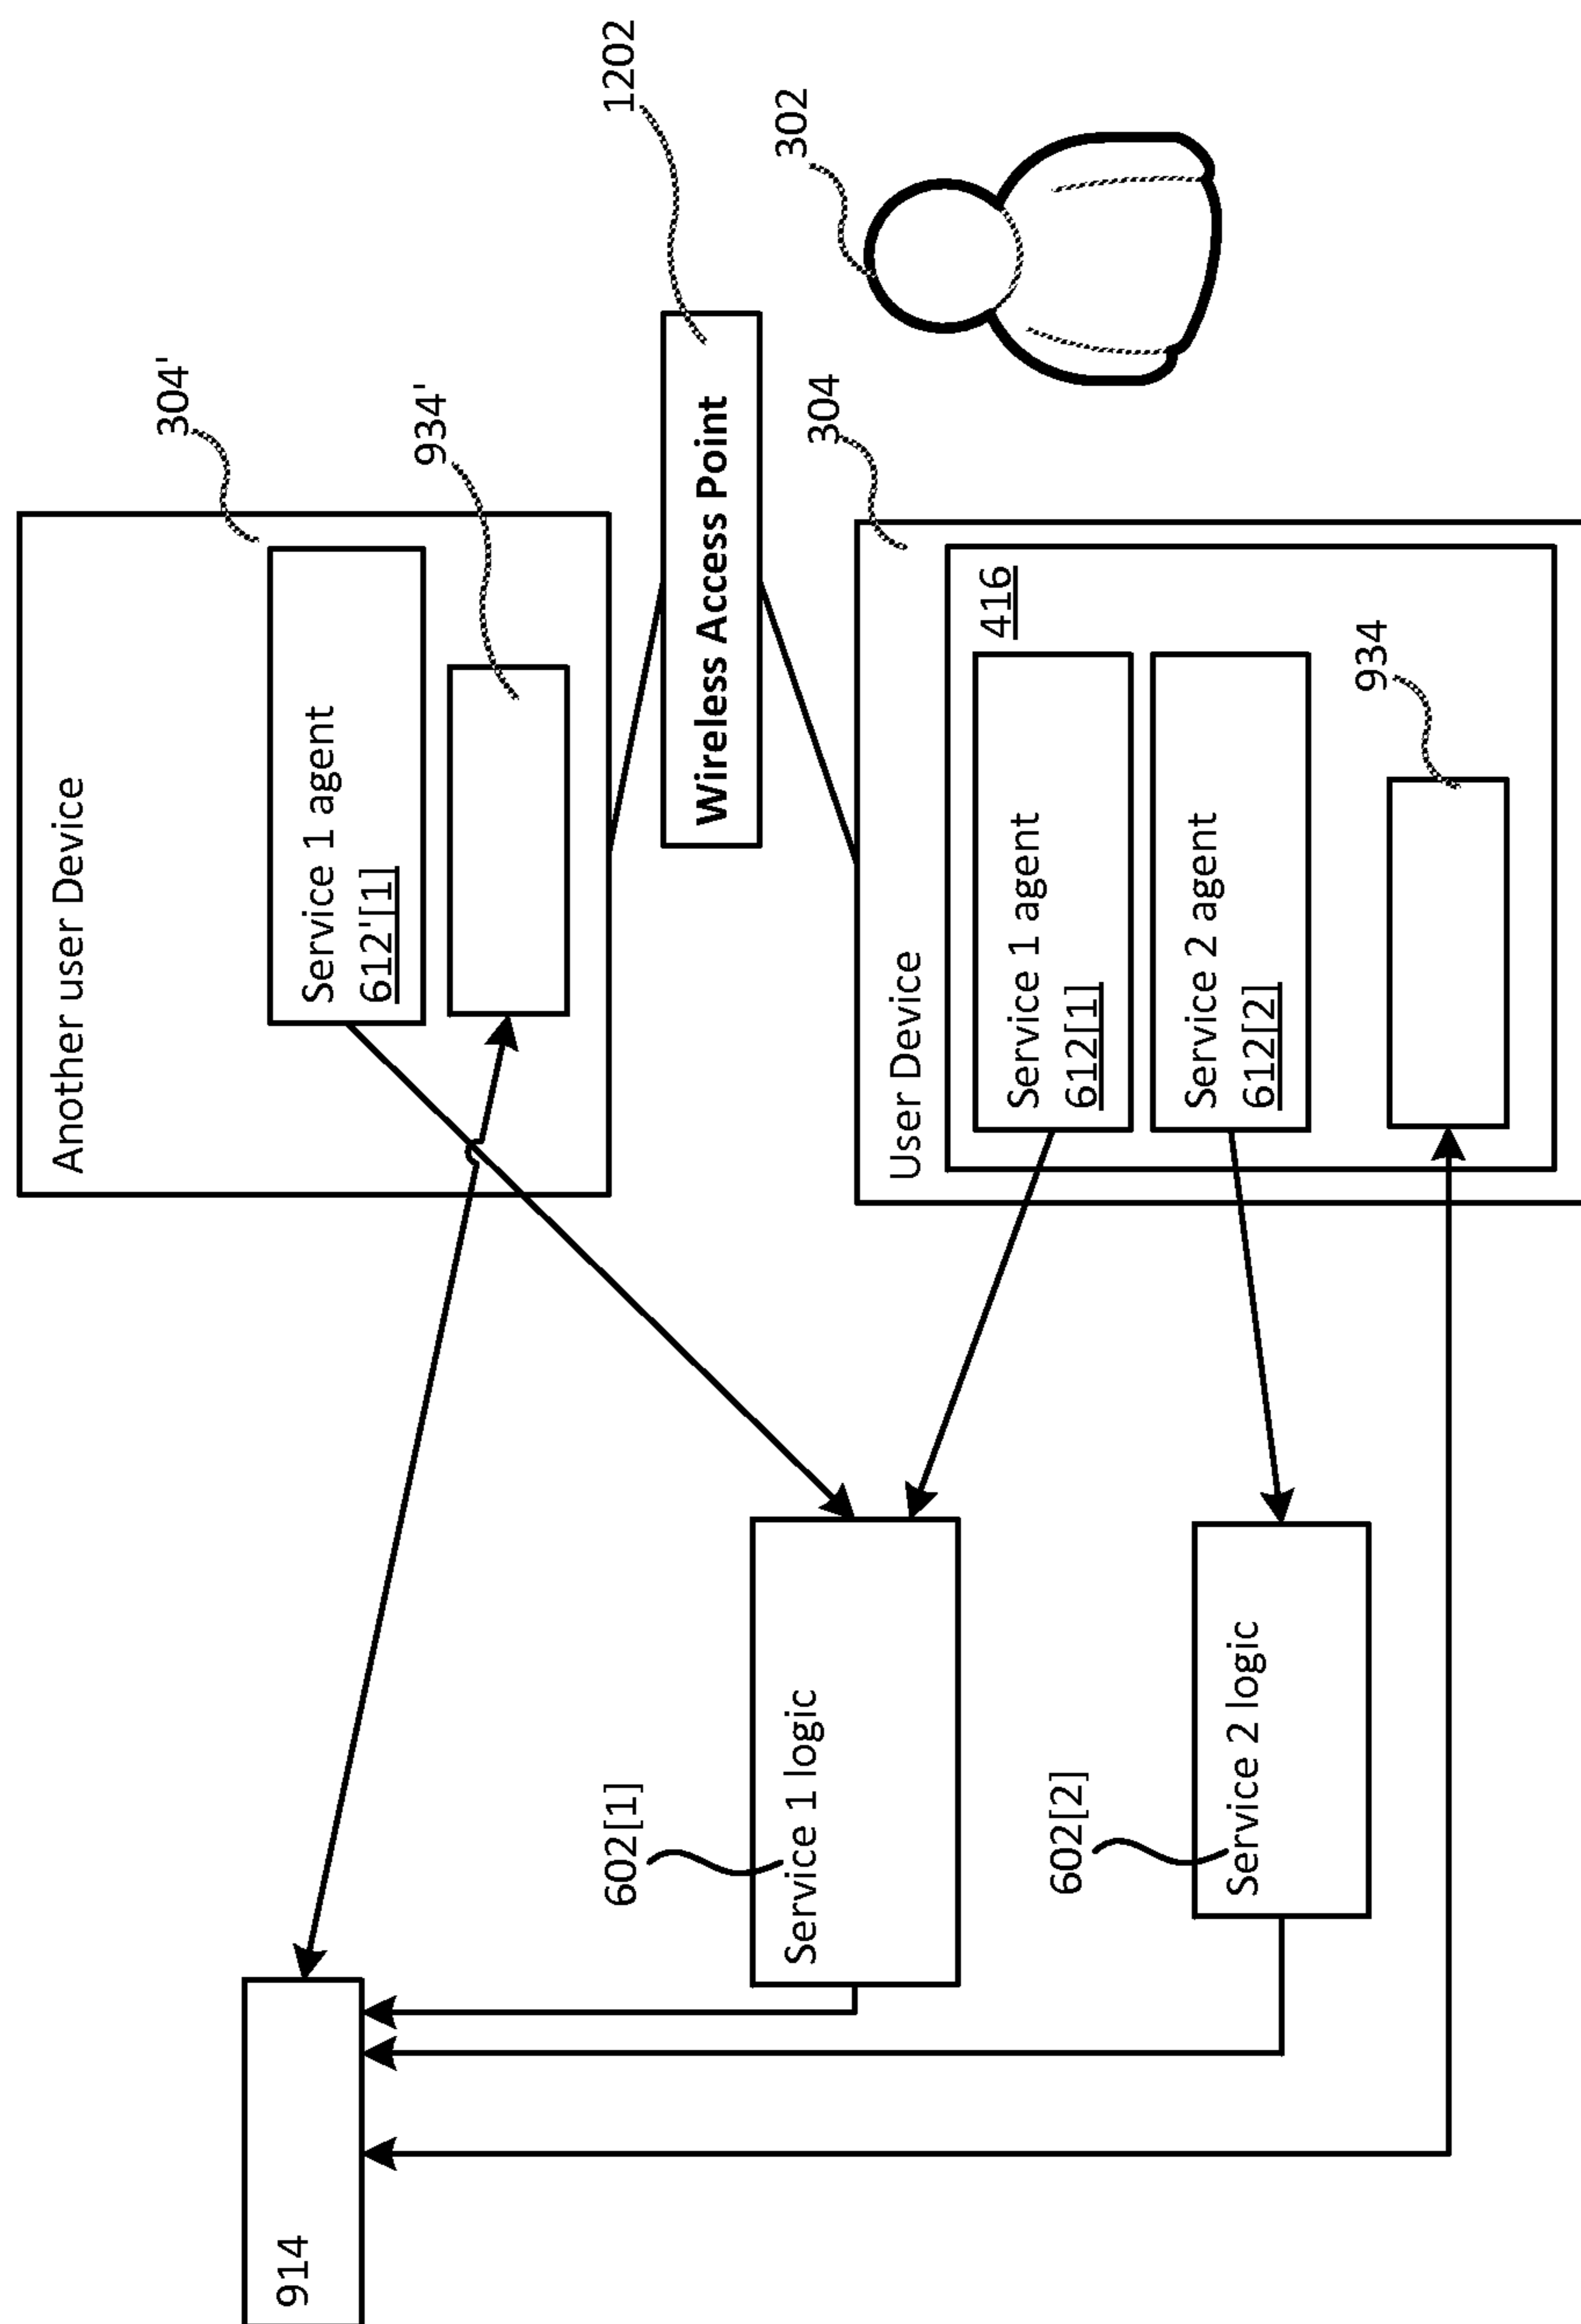 914
Another user Device
304'
Service 1 agent
612'[1]
934'
1202
Wireless Access Point
302
602[1]
Service 1 logic
User Device
304
416
Service 1 agent
612[1]
Service 2 agent
612[2]
602[2]
Service 2 logic
934